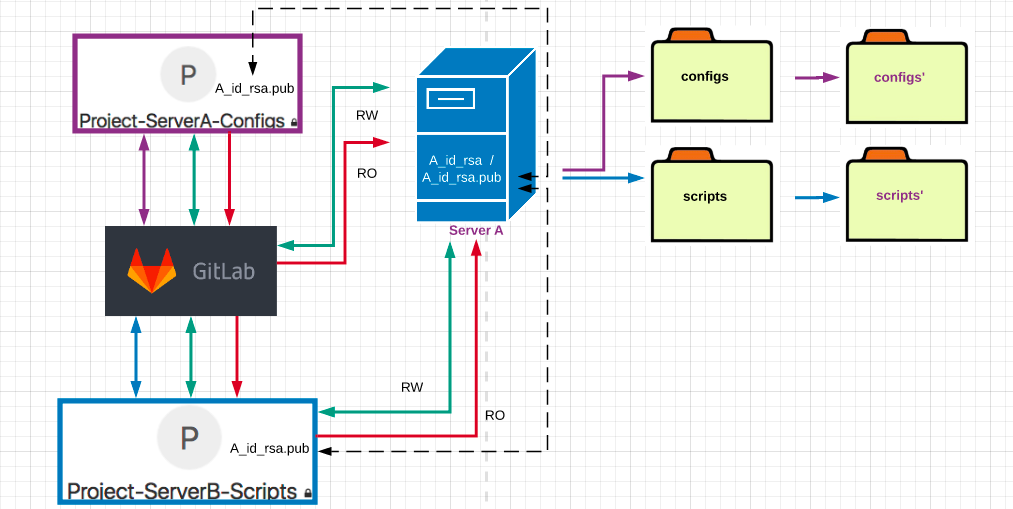 P
A_id_rsa.pub
Project-ServerA-Configs
RW
RO
A_id_rsa /
A_id_rsa.pub
Server A
configs
configs'
scripts
scripts'
GitLab
RW
RO
P
A_id_rsa.pub
Project-ServerB-Scripts